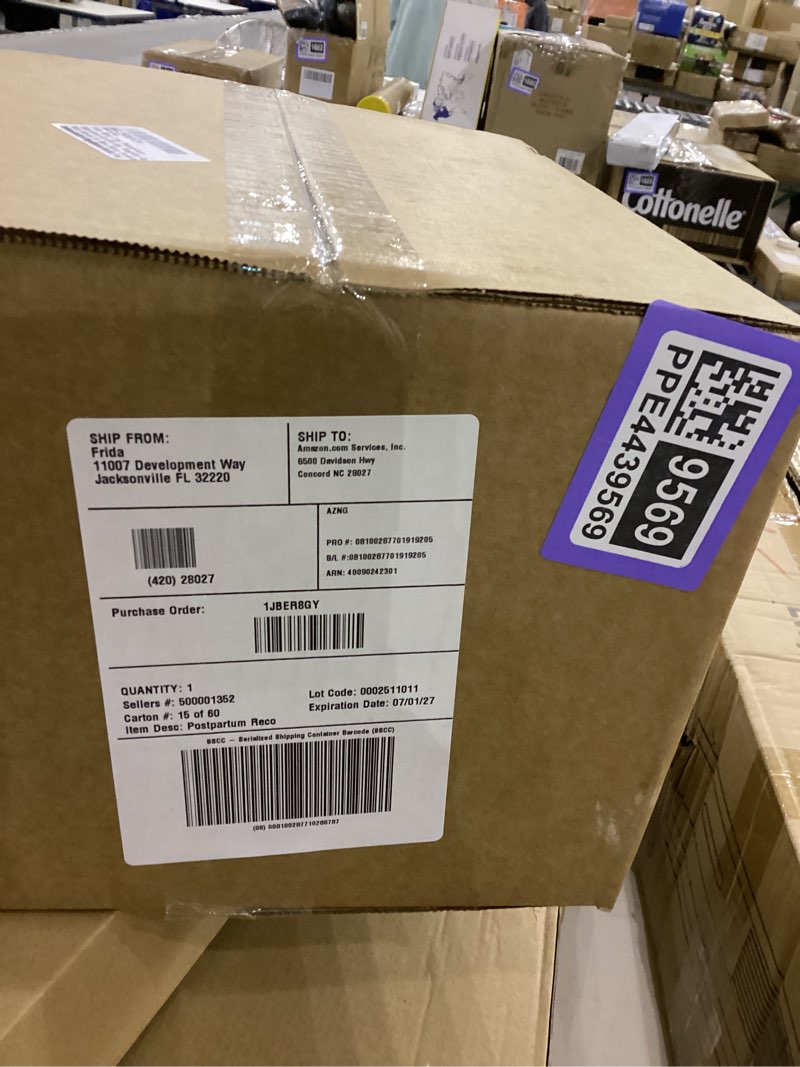 SHIP FROM:
Frida
11007 Development Way
Jacksonville FL 32220
SHIP TO:
Amazon.com Services, Inc.
6500 Davidson Hwy
Concord NC 28027
(420) 28027
AZNG
PRO #: 08100287701919205
B/L #:08100287701919205
ARN: 40090242301
Purchase Order:
1JBER8GY
QUANTITY: 1
Sellers #: 500001352
Carton #: 15 of 60
Item Desc: Postpartum Reco
Lot Code: 0002511011
Expiration Date: 07/01/27
SSCC – Serialized Shipping Container Barcode (SSCC)
PPE4439569
9569
Cottonelle